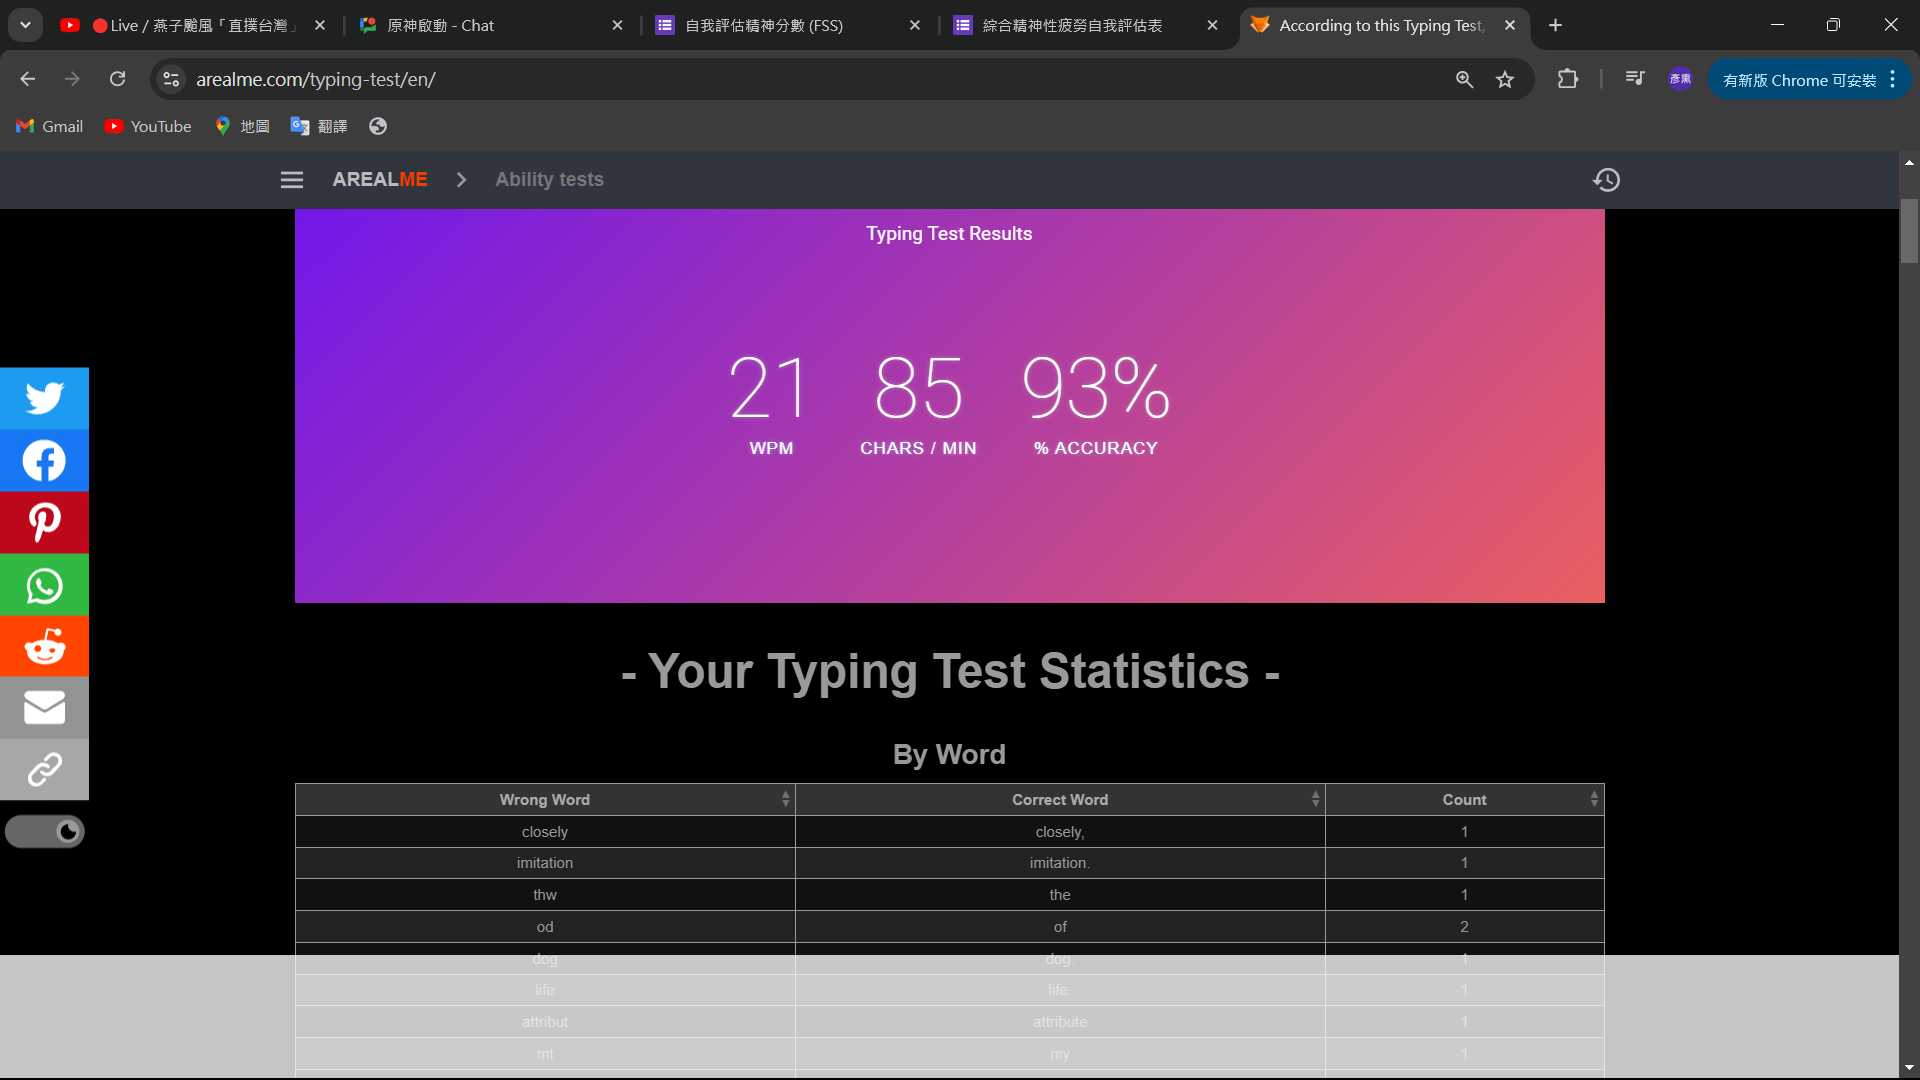 🔴Live / 燕子颱風「直撲台灣」
原神啟動 - Chat
自我評估精神分數 (FSS)
綜合精神性疲勞自我評估表
According to this Typing Test,
arealme.com/typing-test/en/
彥熏
有新版 Chrome 可安裝
Gmail
YouTube
地圖
翻譯
AREALME
Ability tests
Typing Test Results
21 85 93%
WPM CHARS / MIN % ACCURACY
- Your Typing Test Statistics -
By Word
Wrong Word Correct Word Count
closely closely, 1
imitation imitation. 1
thw the 1
od of 2
dog dog. 1
life life. 1
attribut attribute 1
mt my 1